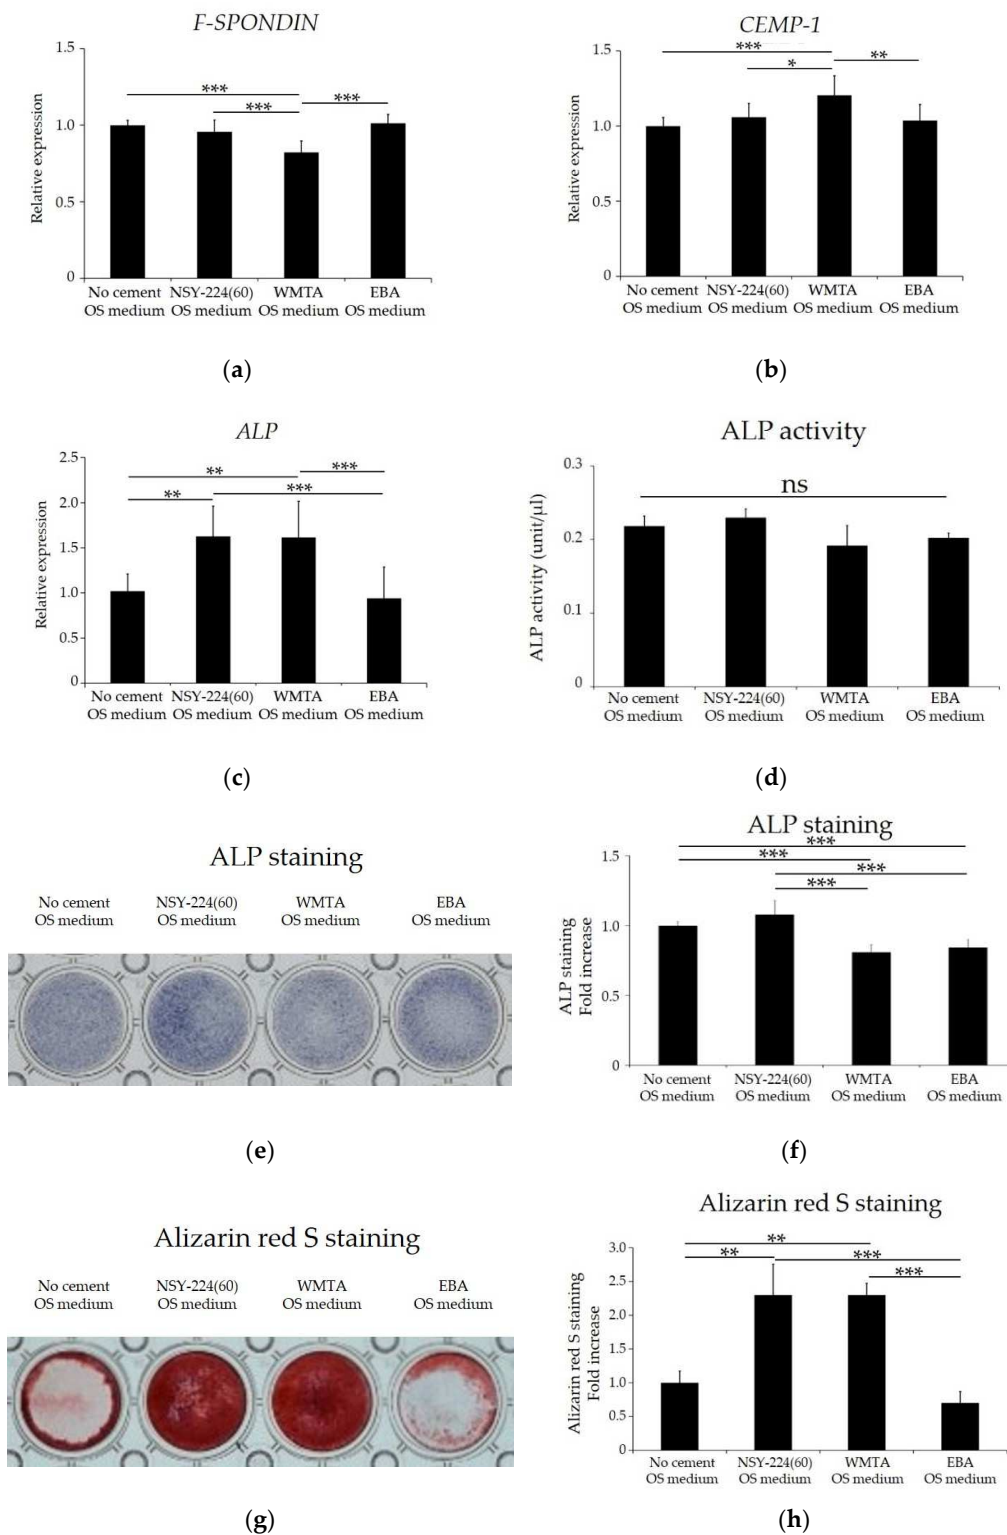 F-SPONDIN
1.5
***
***
***
1.0
0.5
0
Relative expression
No cement NSY-224(60) WMTA EBA
OS medium OS medium OS medium OS medium
(a)
CEMP-1
1.5
***
**
*
1.0
0.5
0
Relative expression
No cement NSY-224(60) WMTA EBA
OS medium OS medium OS medium OS medium
(b)
ALP
2.5
**
***
**
***
2.0
1.5
1.0
0.5
0
Relative expression
No cement NSY-224(60) WMTA EBA
OS medium OS medium OS medium OS medium
(c)
ALP activity
0.3
ns
0.2
0.1
0
ALP activity (unit/μl)
No cement NSY-224(60) WMTA EBA
OS medium OS medium OS medium OS medium
(d)
ALP staining
No cement NSY-224(60) WMTA EBA
OS medium OS medium OS medium OS medium
(e)
ALP staining
***
1.5
***
***
***
1.0
0.5
0
ALP staining
Fold increase
No cement NSY-224(60) WMTA EBA
OS medium OS medium OS medium OS medium
(f)
Alizarin red S staining
No cement NSY-224(60) WMTA EBA
OS medium OS medium OS medium OS medium
(g)
Alizarin red S staining
**
3.0
**
***
***
2.5
2.0
1.5
1.0
0.5
0
Alizarin red S staining
Fold increase
No cement NSY-224(60) WMTA EBA
OS medium OS medium OS medium OS medium
(h)